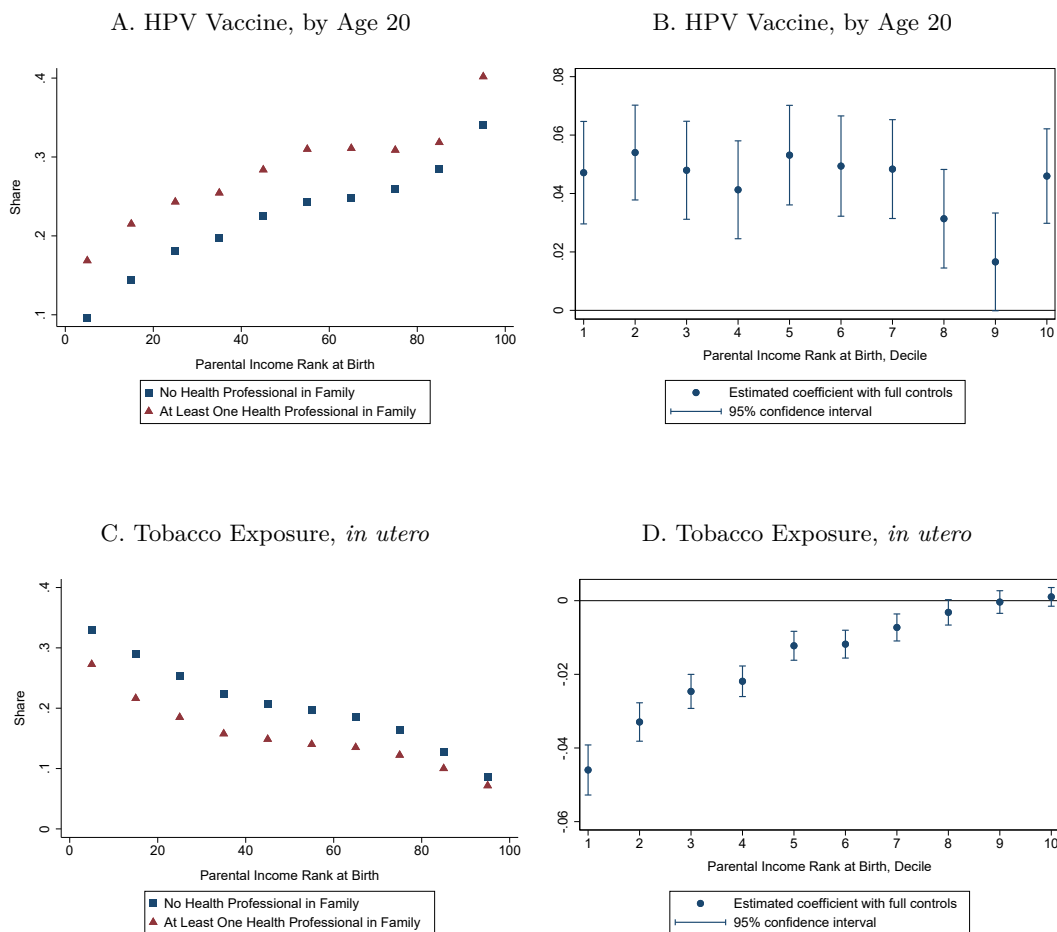 A. HPV Vaccine, by Age 20
.4
.3
.2
.1
Share
0 20 40 60 80 100
Parental Income Rank at Birth
No Health Professional in Family
At Least One Health Professional in Family
B. HPV Vaccine, by Age 20
.08
.06
.04
.02
0
1 2 3 4 5 6 7 8 9 10
Parental Income Rank at Birth, Decile
Estimated coefficient with full controls
95% confidence interval
C. Tobacco Exposure, in utero
.4
.3
.2
.1
0
Share
0 20 40 60 80 100
Parental Income Rank at Birth
No Health Professional in Family
At Least One Health Professional in Family
D. Tobacco Exposure, in utero
0
-.02
-.04
-.06
1 2 3 4 5 6 7 8 9 10
Parental Income Rank at Birth, Decile
Estimated coefficient with full controls
95% confidence interval